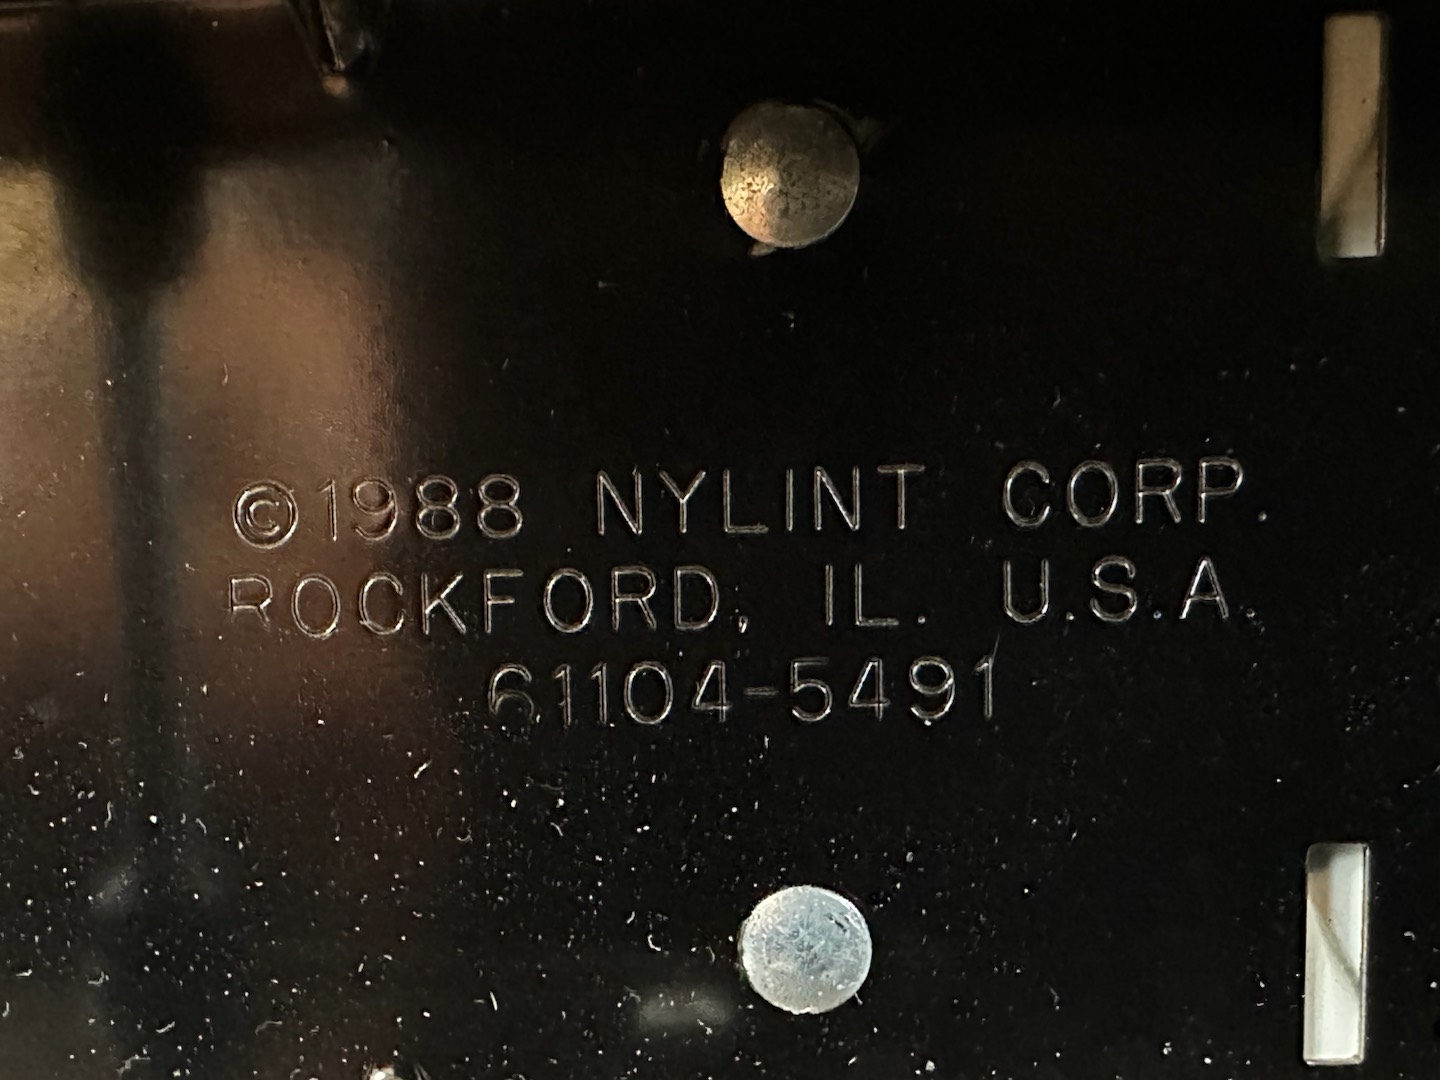 ©1988 NYLINT CORP.
ROCKFORD, IL. U.S.A.
61104-5491